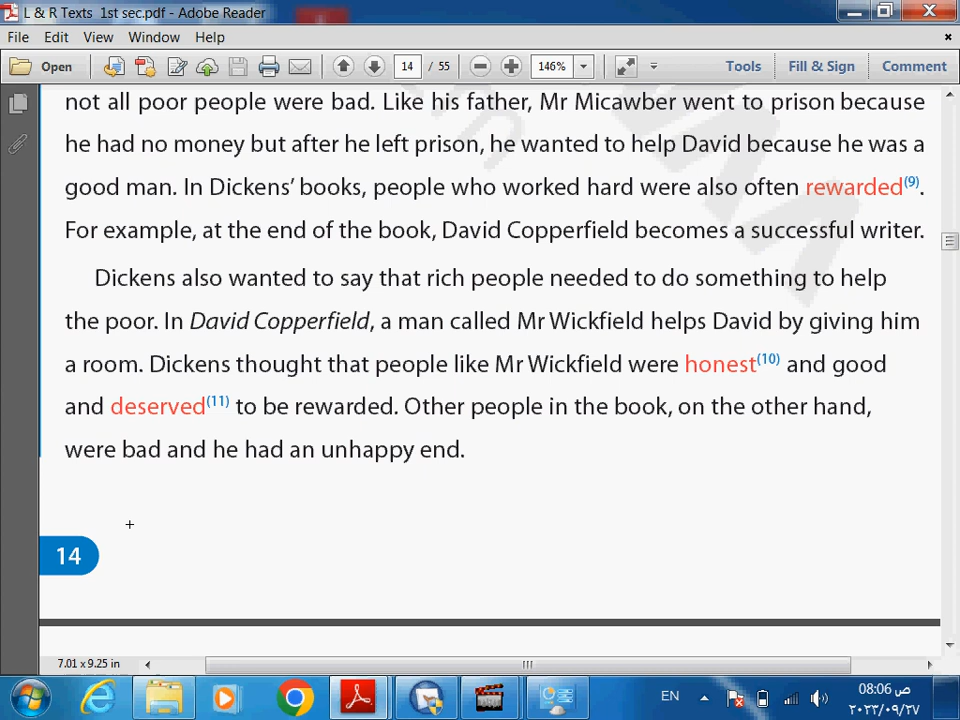 L & R Texts 1st sec.pdf - Adobe Reader
File Edit View Window Help
Open 14 / 55 146% Tools Fill & Sign Comment
not all poor people were bad. Like his father, Mr Micawber went to prison because
he had no money but after he left prison, he wanted to help David because he was a
good man. In Dickens’ books, people who worked hard were also often rewarded(9).
For example, at the end of the book, David Copperfield becomes a successful writer.
Dickens also wanted to say that rich people needed to do something to help
the poor. In David Copperfield, a man called Mr Wickfield helps David by giving him
a room. Dickens thought that people like Mr Wickfield were honest(10) and good
and deserved(11) to be rewarded. Other people in the book, on the other hand,
were bad and he had an unhappy end.
14
7.01 x 9.25 in
EN
08:06 ص
٢٠٢٣/٠٩/٢٧